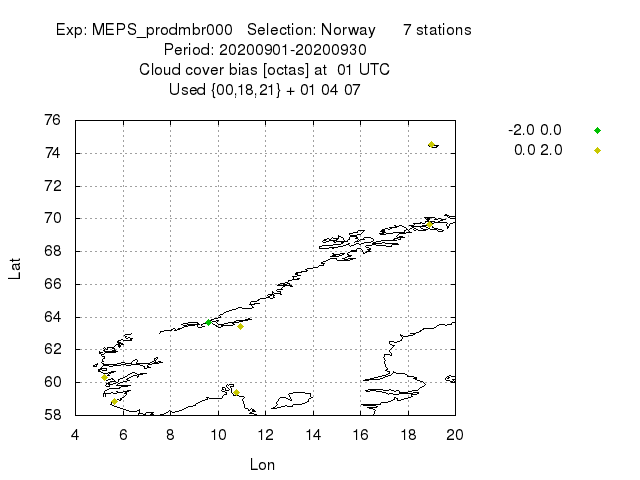 Exp: MEPS_prodmbr000 Selection: Norway 7 stations
Period: 20200901-20200930
Cloud cover bias [octas] at 01 UTC
Used {00,18,21} + 01 04 07
-2.0 0.0
0.0 2.0
76
74
72
70
68
66
64
62
60
58
Lat
4 6 8 10 12 14 16 18 20
Lon